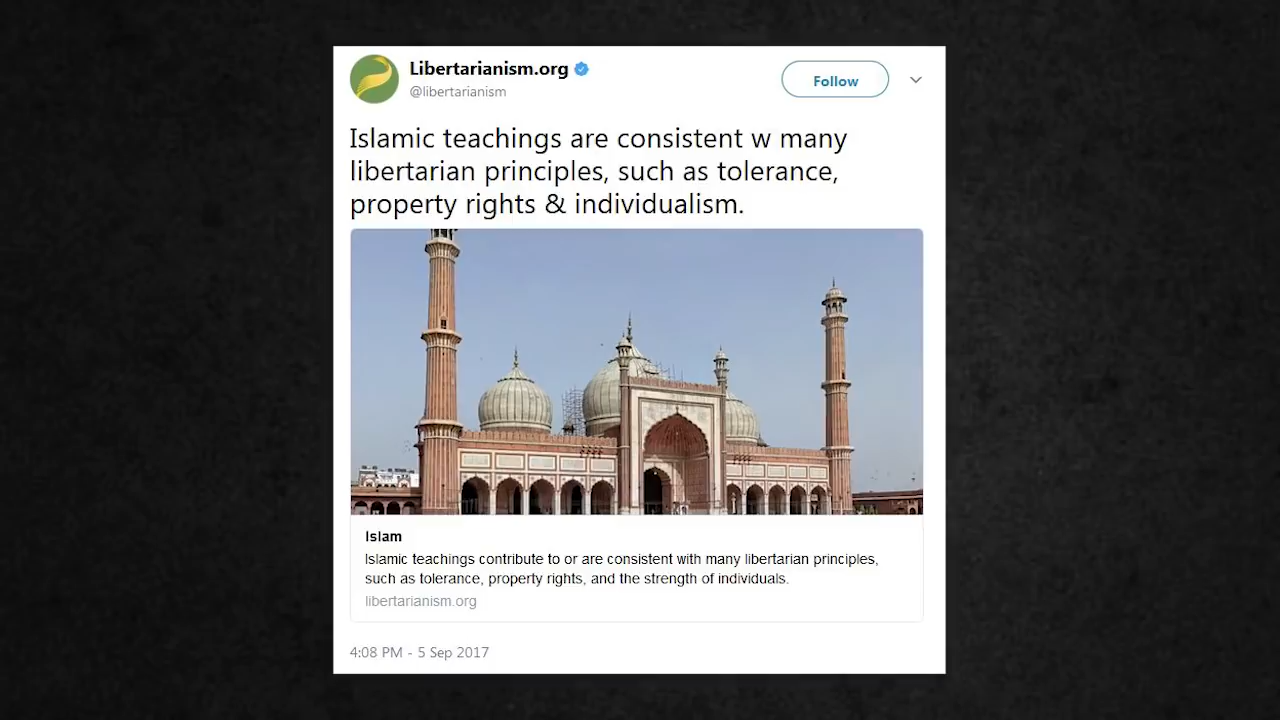 Libertarianism.org
@libertarianism
Follow
Islamic teachings are consistent w many
libertarian principles, such as tolerance,
property rights & individualism.
Islam
Islamic teachings contribute to or are consistent with many libertarian principles,
such as tolerance, property rights, and the strength of individuals.
libertarianism.org
4:08 PM - 5 Sep 2017